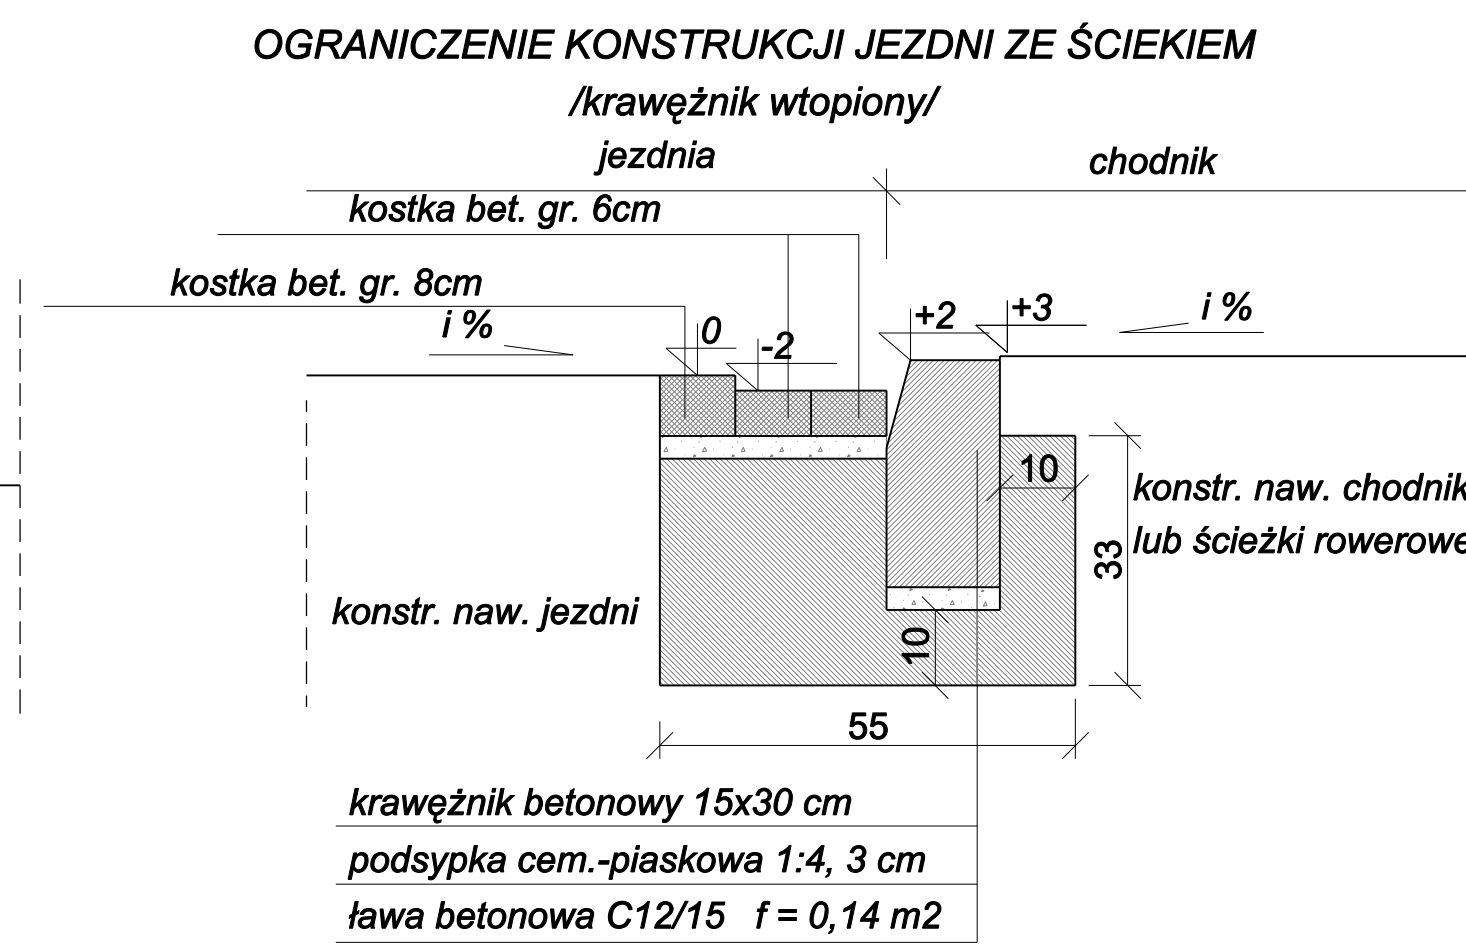 OGRANICZENIE KONSTRUKCJI JEZDNI ZE ŚCIEKIEM
/krawężnik wtopiony/
jezdnia
chodnik
kostka bet. gr. 6cm
kostka bet. gr. 8cm
i %
0
-2
+2
+3
i %
10
konstr. naw. chodnik
lub ścieżki rowerowe
33
konstr. naw. jezdni
10
55
krawężnik betonowy 15x30 cm
podsypka cem.-piaskowa 1:4, 3 cm
ława betonowa C12/15 f = 0,14 m2